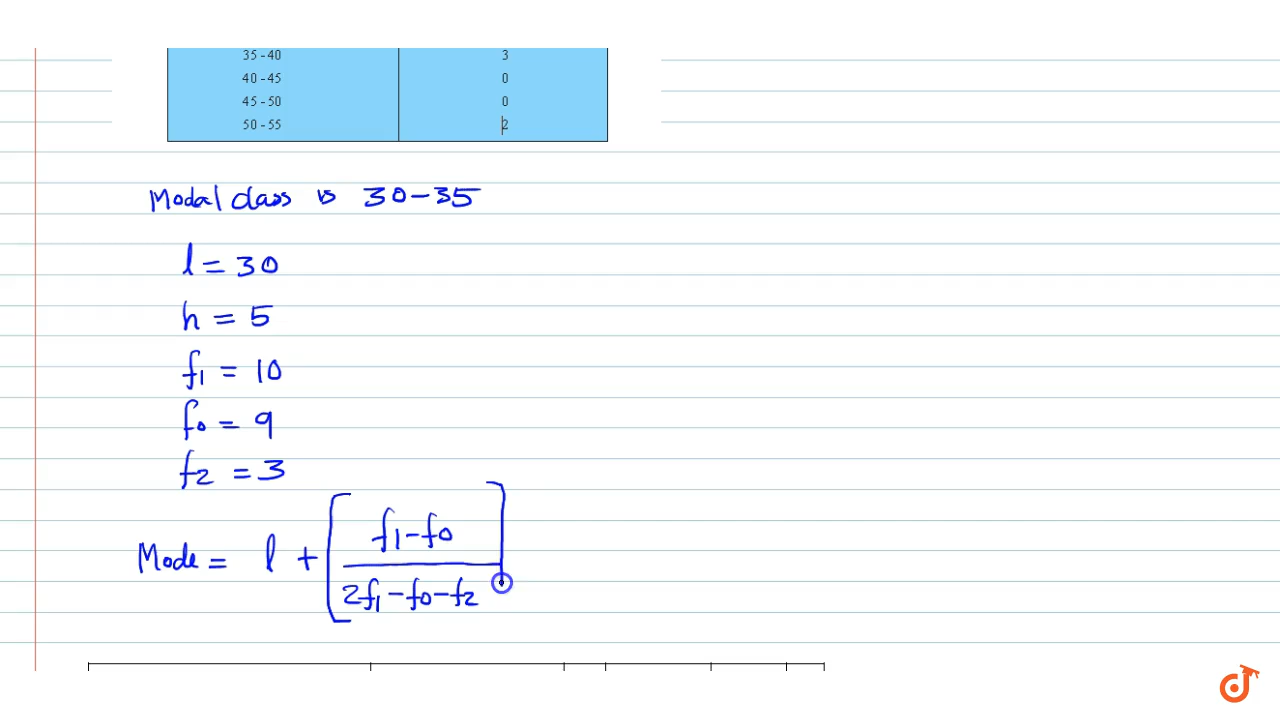 35 - 40 3
40 - 45 0
45 - 50 0
50 - 55 2
Modal class is 30 - 35
l = 30
h = 5
f1 = 10
f0 = 9
f2 = 3
Mode = l + [ f1 - f0
2f1 - f0 - f2 ]